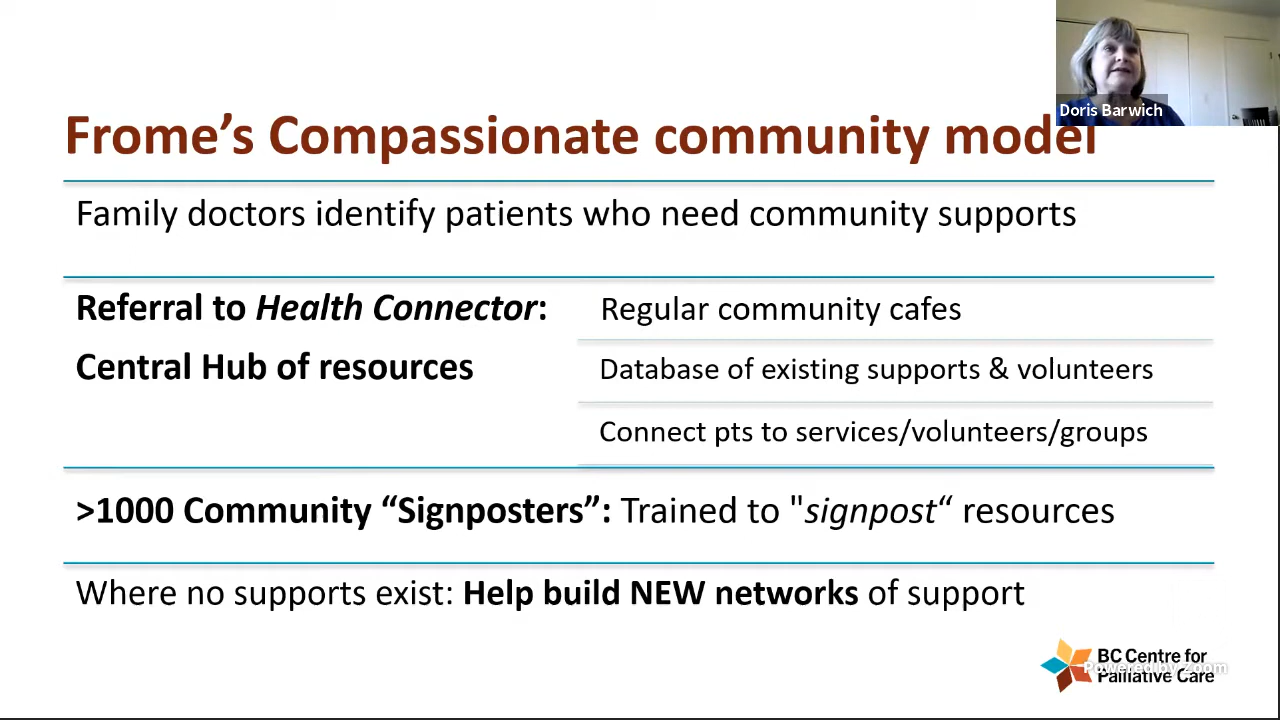 Doris Barwich
Frome’s Compassionate community model
Family doctors identify patients who need community supports
Referral to Health Connector:
Central Hub of resources
Regular community cafes
Database of existing supports & volunteers
Connect pts to services/volunteers/groups
>1000 Community “Signposters”: Trained to "signpost“ resources
Where no supports exist: Help build NEW networks of support
BC Centre for
Palliative Care
Powered by Zoom